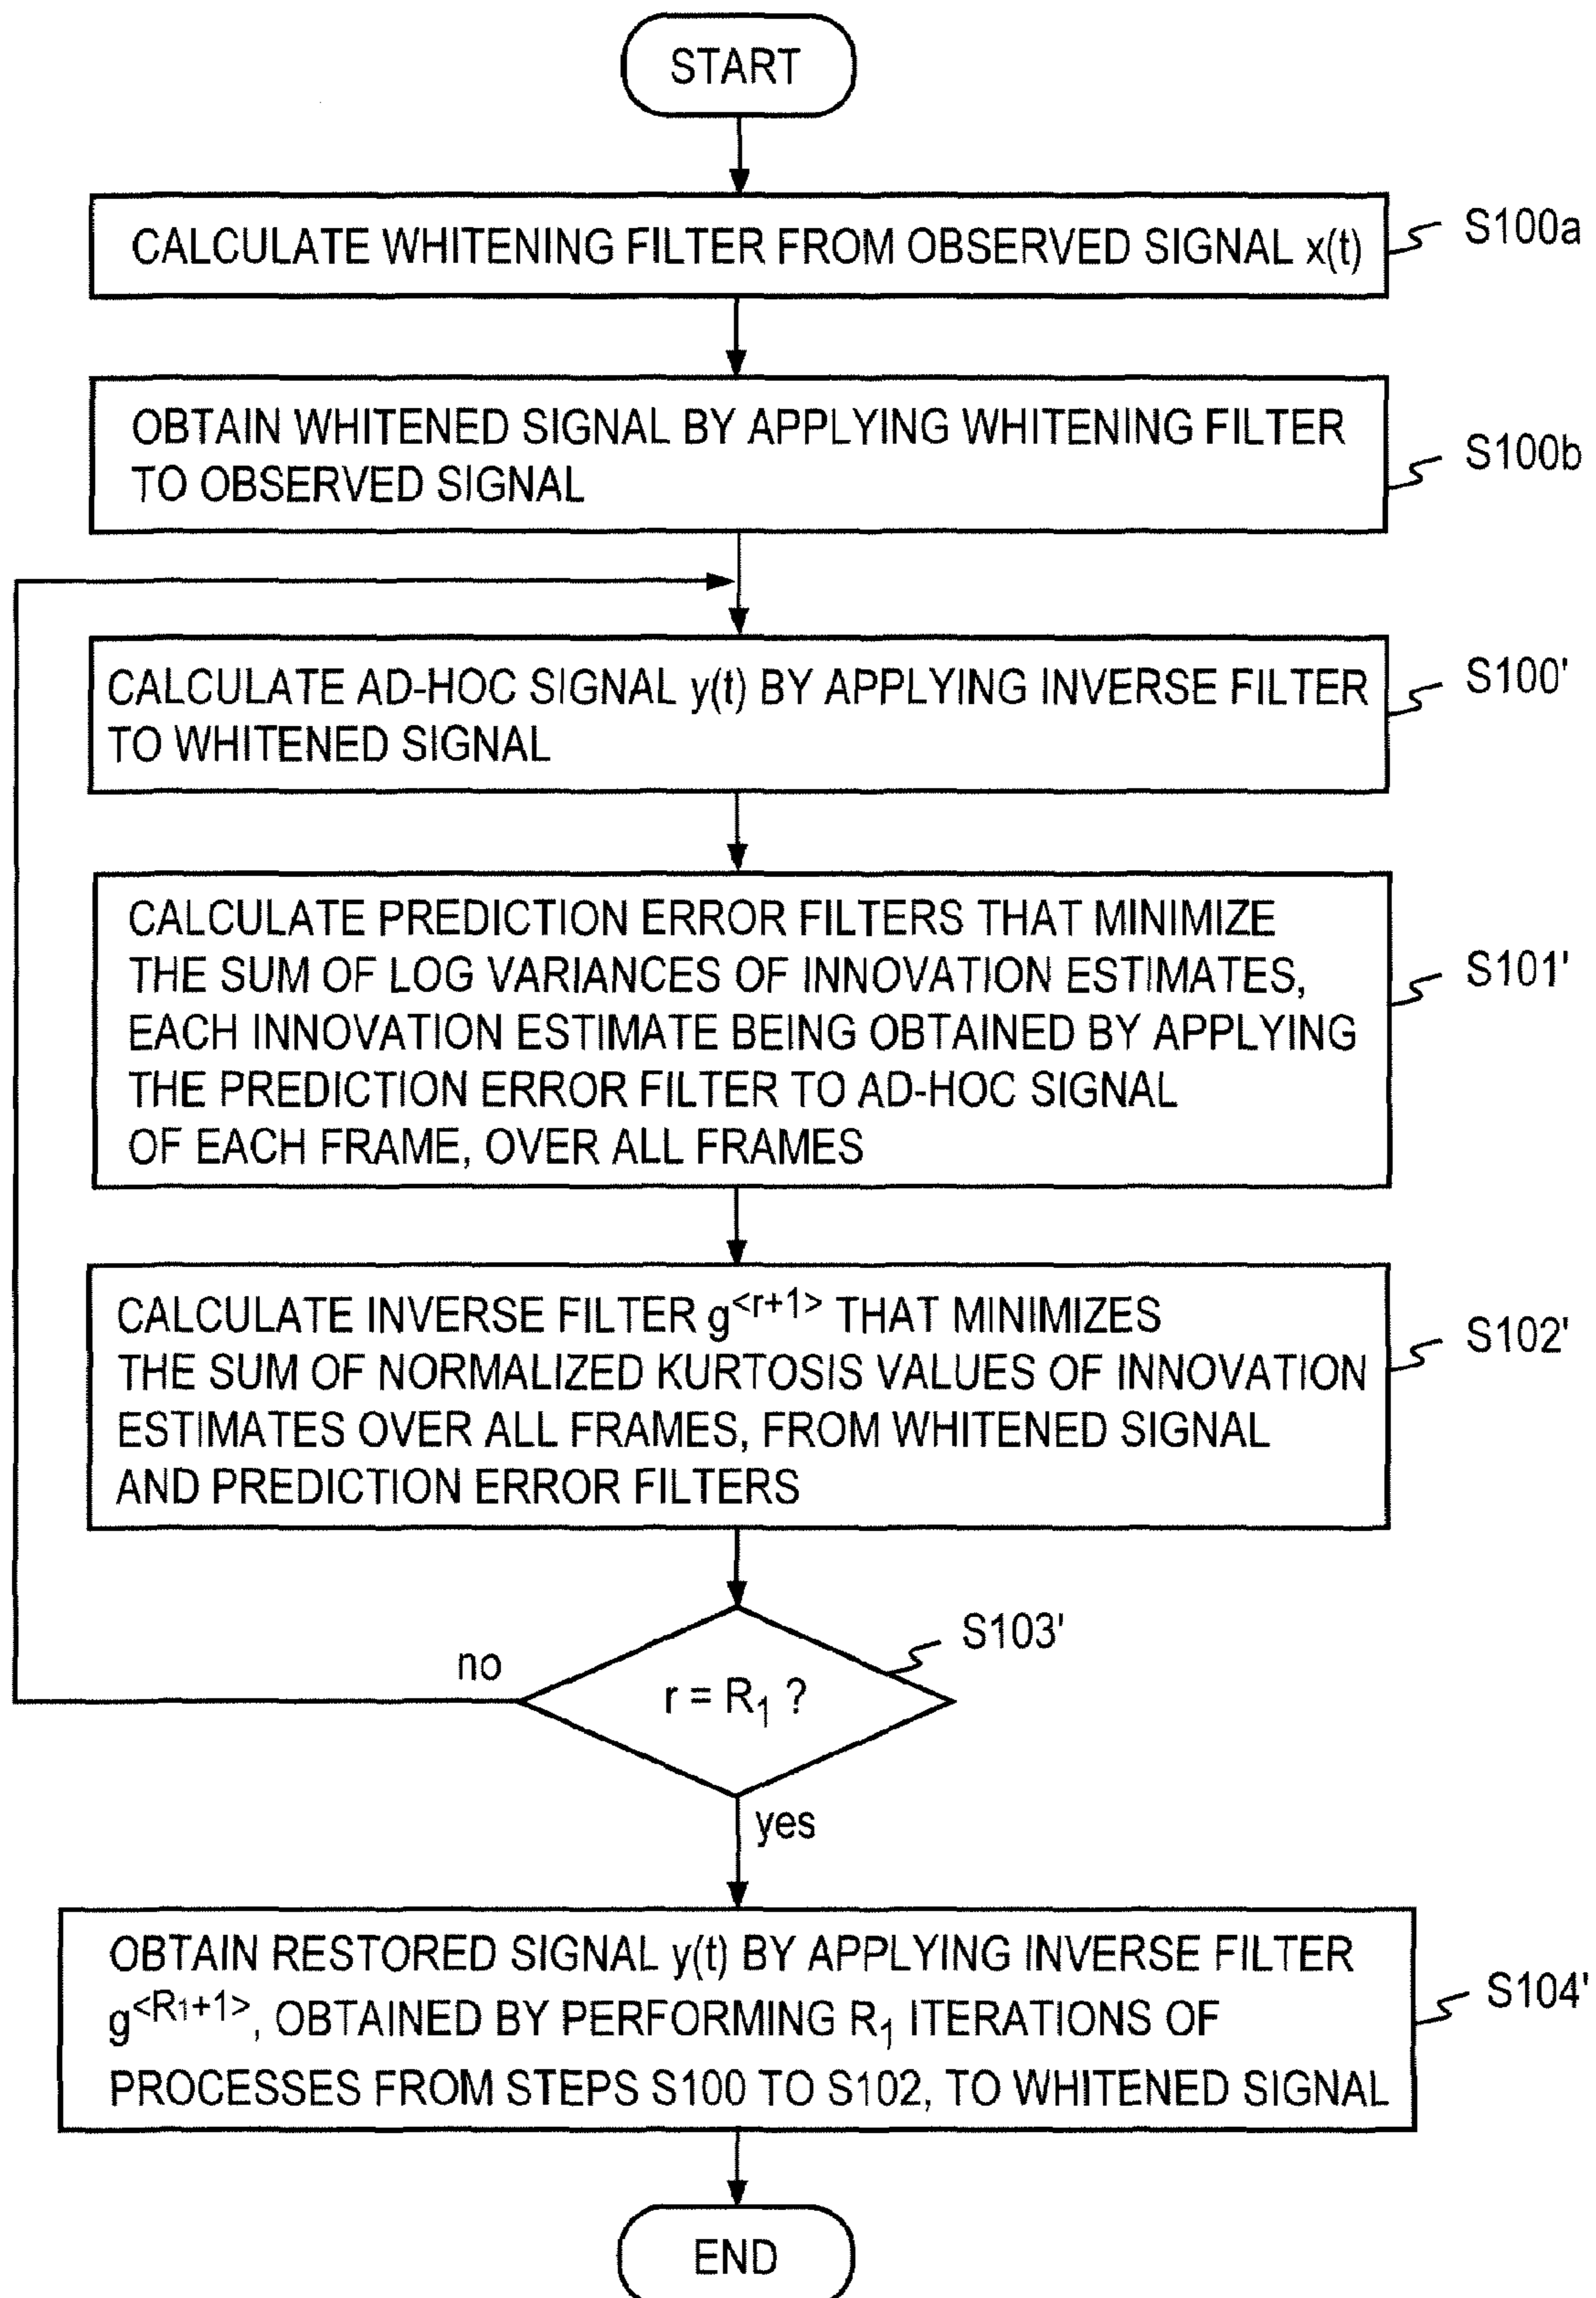 START
CALCULATE WHITENING FILTER FROM OBSERVED SIGNAL x(t)
S100a
OBTAIN WHITENED SIGNAL BY APPLYING WHITENING FILTER
TO OBSERVED SIGNAL
S100b
CALCULATE AD-HOC SIGNAL y(t) BY APPLYING INVERSE FILTER
TO WHITENED SIGNAL
S100'
CALCULATE PREDICTION ERROR FILTERS THAT MINIMIZE
THE SUM OF LOG VARIANCES OF INNOVATION ESTIMATES,
EACH INNOVATION ESTIMATE BEING OBTAINED BY APPLYING
THE PREDICTION ERROR FILTER TO AD-HOC SIGNAL
OF EACH FRAME, OVER ALL FRAMES
S101'
CALCULATE INVERSE FILTER g<r+1> THAT MINIMIZES
THE SUM OF NORMALIZED KURTOSIS VALUES OF INNOVATION
ESTIMATES OVER ALL FRAMES, FROM WHITENED SIGNAL
AND PREDICTION ERROR FILTERS
S102'
S103'
no
r = R1 ?
yes
OBTAIN RESTORED SIGNAL y(t) BY APPLYING INVERSE FILTER
g<R1+1>, OBTAINED BY PERFORMING R1 ITERATIONS OF
PROCESSES FROM STEPS S100 TO S102, TO WHITENED SIGNAL
S104'
END